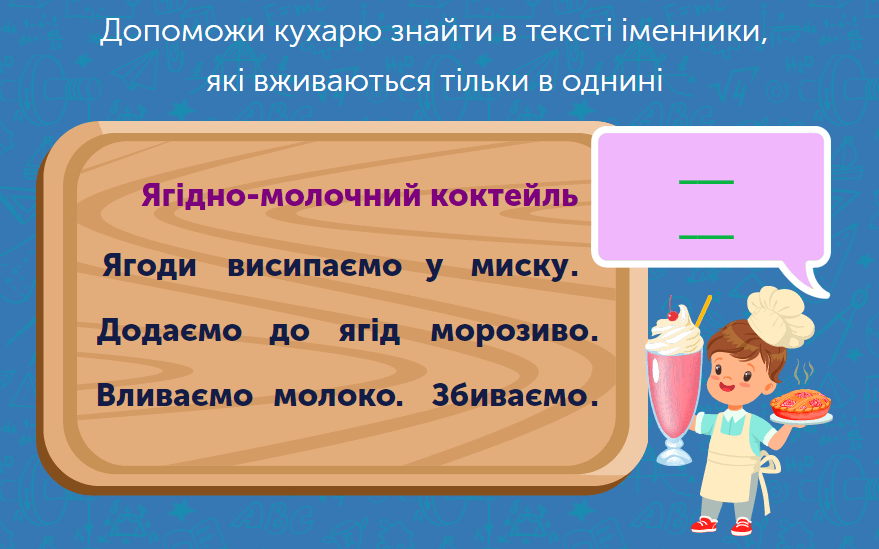 Допоможи кухарю знайти в тексті іменники,
які вживаються тільки в однині
Ягідно-молочний коктейль
Ягоди висипаємо у миску.
Додаємо до ягід морозиво.
Вливаємо молоко. Збиваємо.